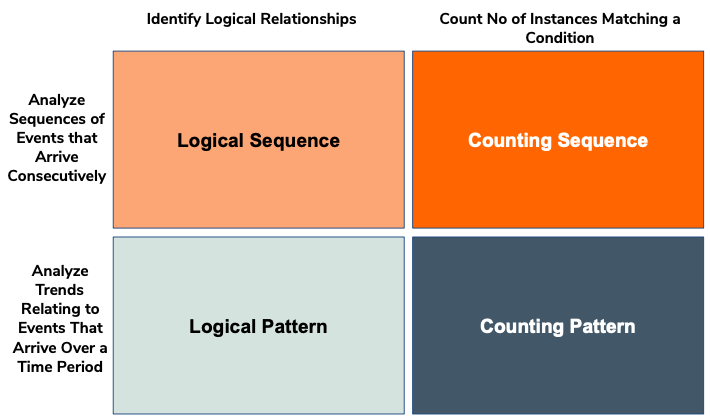 Identify Logical Relationships
Count No of Instances Matching a
Condition
Analyze
Sequences of
Events that
Arrive
Consecutively
Logical Sequence
Counting Sequence
Analyze
Trends
Relating to
Events That
Arrive Over a
Time Period
Logical Pattern
Counting Pattern